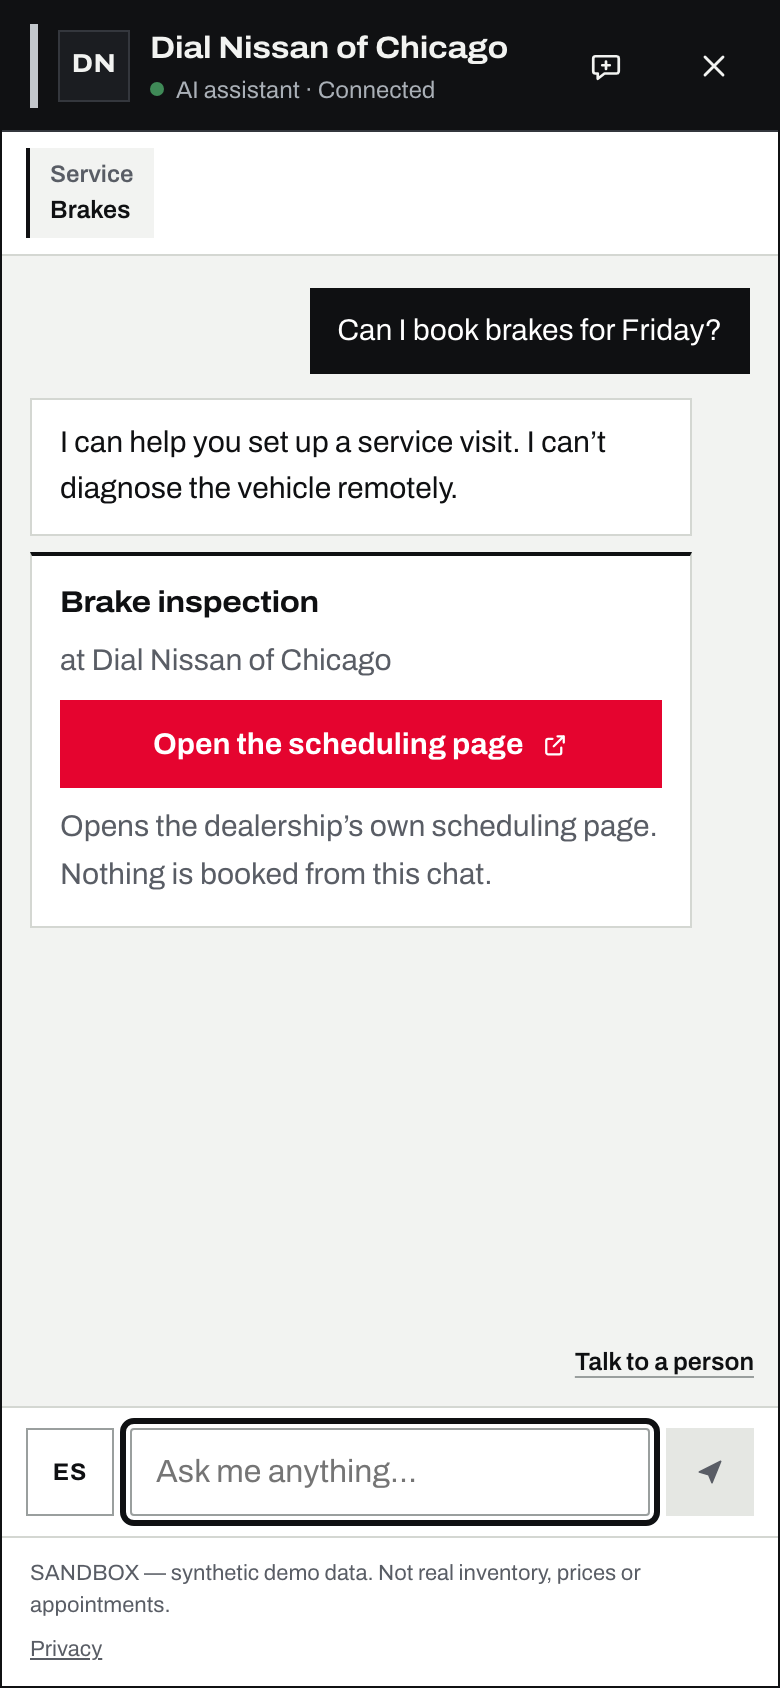 DN
Dial Nissan of Chicago
AI assistant · Connected
Service
Brakes
Can I book brakes for Friday?
I can help you set up a service visit. I can’t
diagnose the vehicle remotely.
Brake inspection
at Dial Nissan of Chicago
Open the scheduling page
Opens the dealership’s own scheduling page.
Nothing is booked from this chat.
Talk to a person
ES
Ask me anything...
SANDBOX — synthetic demo data. Not real inventory, prices or
appointments.
Privacy